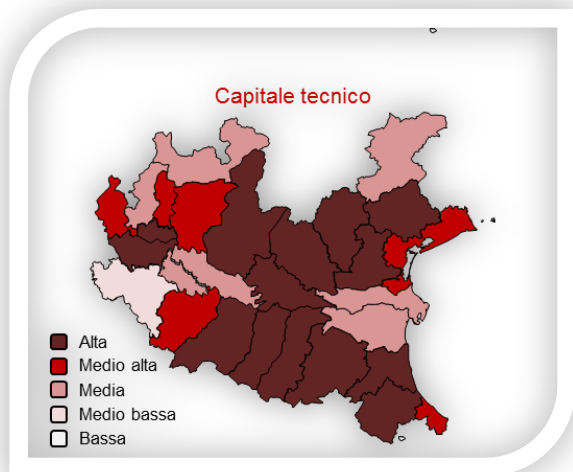 Capitale tecnico
Alta
Medio alta
Media
Medio bassa
Bassa